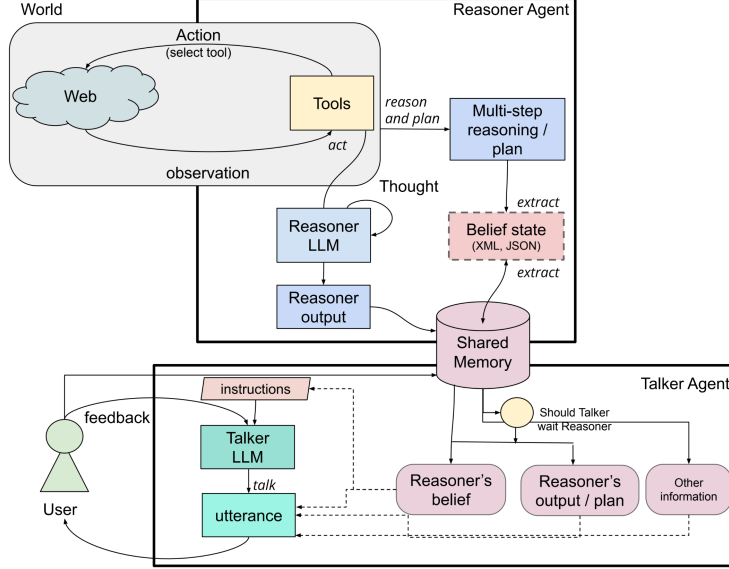 World
Reasoner Agent
Action
(select tool)
Web
Tools
reason
and plan
Multi-step
reasoning /
plan
act
observation
Thought
extract
Reasoner
LLM
Belief state
(XML, JSON)
extract
Reasoner
output
Shared
Memory
Talker Agent
instructions
feedback
Should Talker
wait Reasoner
Talker
LLM
talk
Reasoner's
belief
Reasoner's
output / plan
Other
information
User
utterance